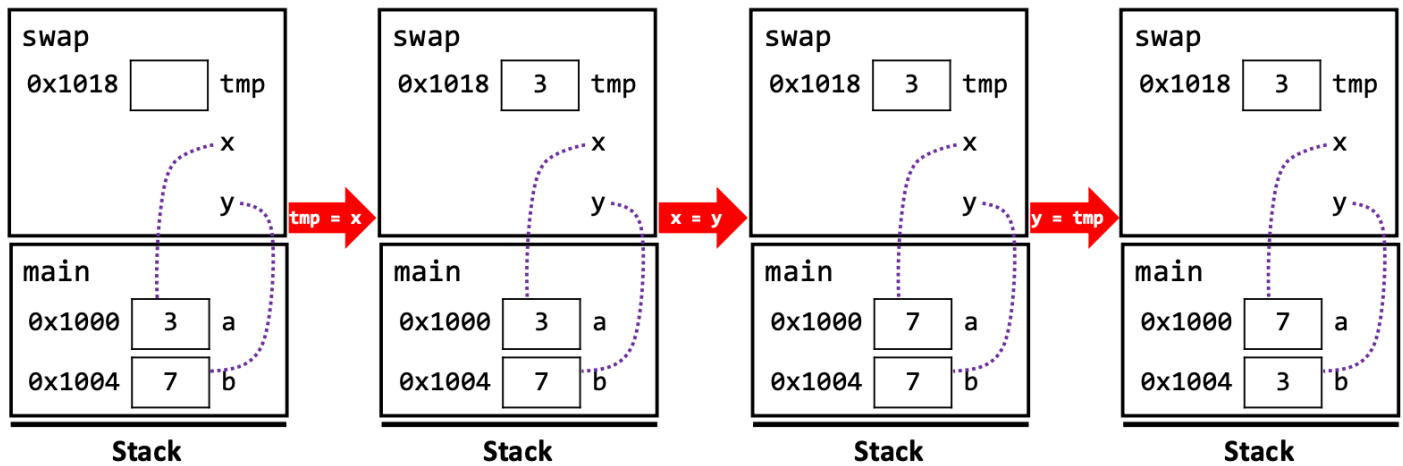 swap
0x1018 tmp
x
y
main
0x1000 3 a
0x1004 7 b
Stack
tmp = x
swap
0x1018 3 tmp
x
y
main
0x1000 3 a
0x1004 7 b
Stack
x = y
swap
0x1018 3 tmp
x
y
main
0x1000 7 a
0x1004 7 b
Stack
y = tmp
swap
0x1018 3 tmp
x
y
main
0x1000 7 a
0x1004 3 b
Stack